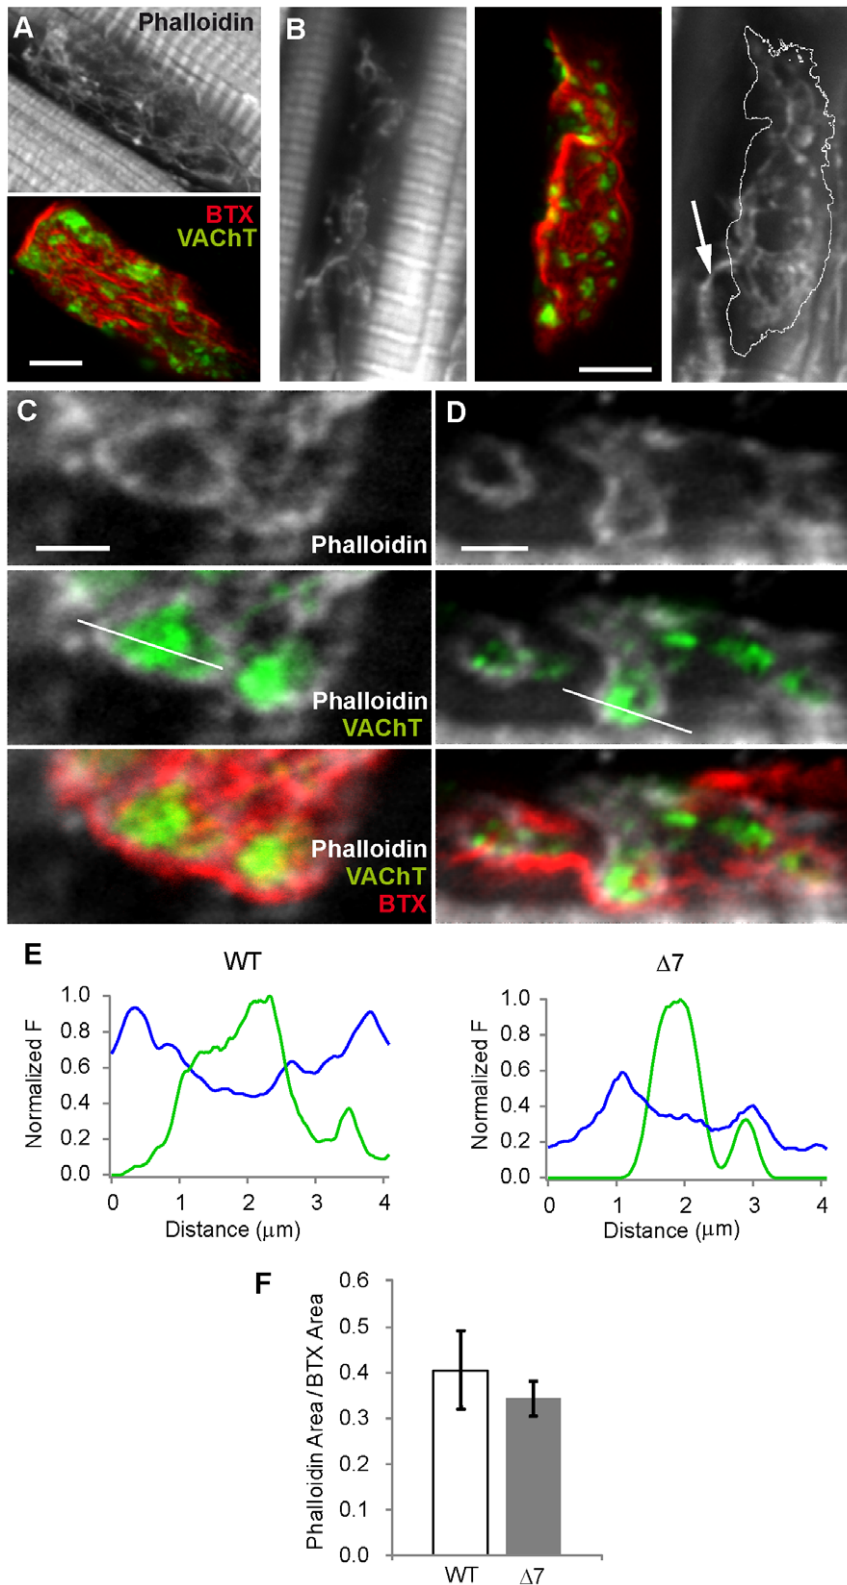 A Phalloidin B
BTX
VAChT
C D
Phalloidin
Phalloidin
VAChT
Phalloidin
VAChT
Phalloidin
VAChT
BTX
E
WT
Normalized F
1.0
0.8
0.6
0.4
0.2
0.0
0 1 2 3 4
Distance (μm)
Δ7
Normalized F
1.0
0.8
0.6
0.4
0.2
0.0
0 1 2 3 4
Distance (μm)
F
Phalloidin Area / BTX Area
0.6
0.5
0.4
0.3
0.2
0.1
0.0
WT Δ7